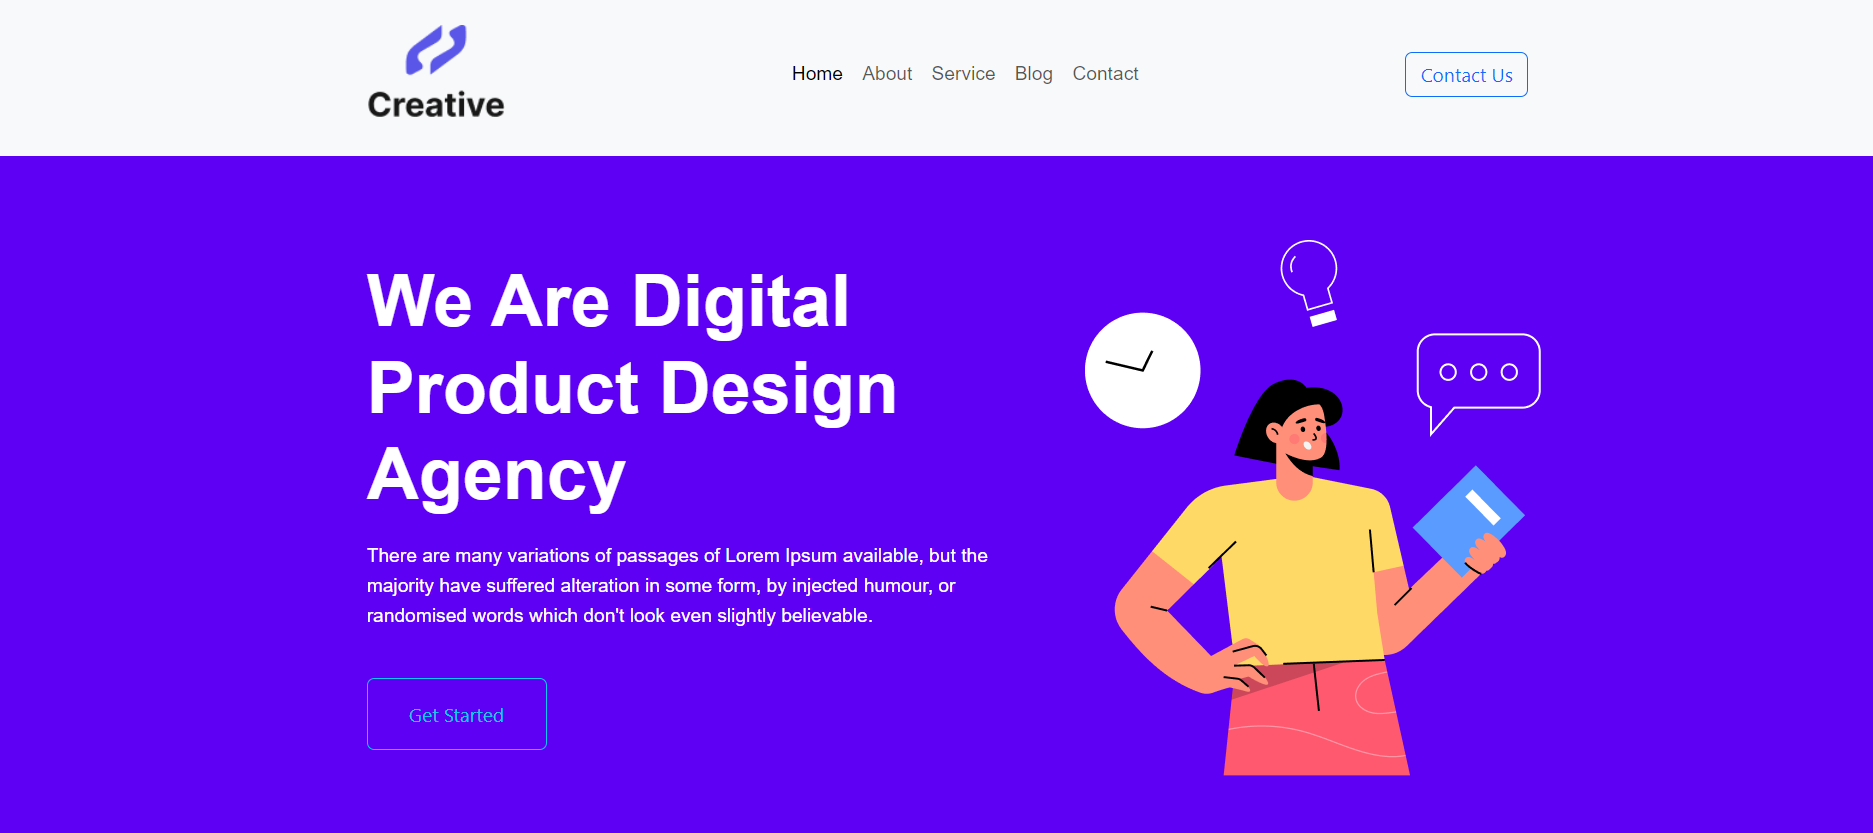 Creative
Home About Service Blog Contact
Contact Us
We Are Digital
Product Design
Agency
There are many variations of passages of Lorem Ipsum available, but the
majority have suffered alteration in some form, by injected humour, or
randomised words which don't look even slightly believable.
Get Started